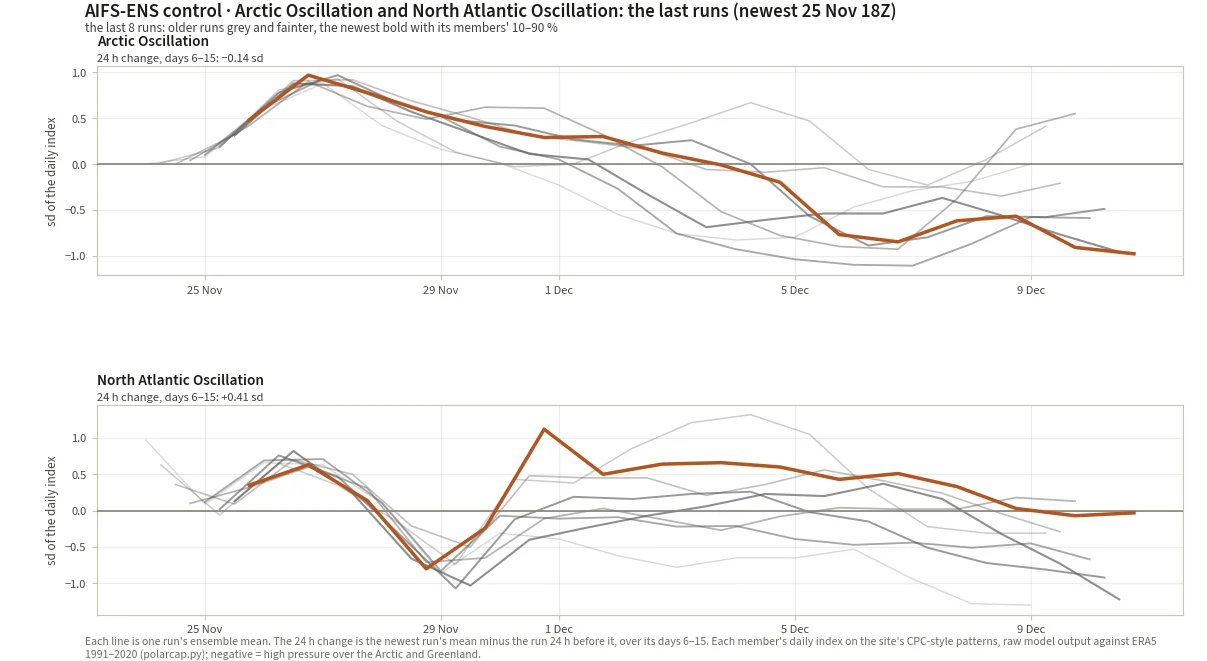 AIFS-ENS control · Arctic Oscillation and North Atlantic Oscillation: the last runs (newest 25 Nov 18Z)
the last 8 runs: older runs grey and fainter, the newest bold with its members' 10–90 %
Arctic Oscillation
24 h change, days 6–15: −0.14 sd
1.0
0.5
0.0
−0.5
−1.0
sd of the daily index
25 Nov
29 Nov
1 Dec
5 Dec
9 Dec
North Atlantic Oscillation
24 h change, days 6–15: +0.41 sd
1.0
0.5
0.0
−0.5
−1.0
sd of the daily index
25 Nov
29 Nov
1 Dec
5 Dec
9 Dec
Each line is one run's ensemble mean. The 24 h change is the newest run's mean minus the run 24 h before it, over its days 6–15. Each member's daily index on the site's CPC-style patterns, raw model output against ERA5
1991–2020 (polarcap.py); negative = high pressure over the Arctic and Greenland.